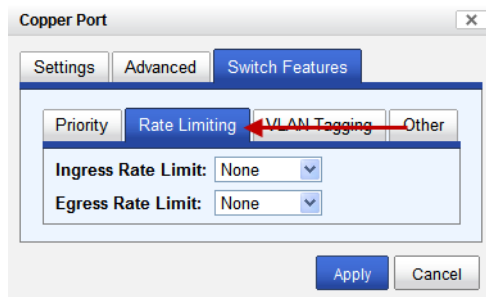 Copper Port
Settings Advanced Switch Features
Priority Rate Limiting VLAN Tagging Other
Ingress Rate Limit: None
Egress Rate Limit: None
Apply Cancel